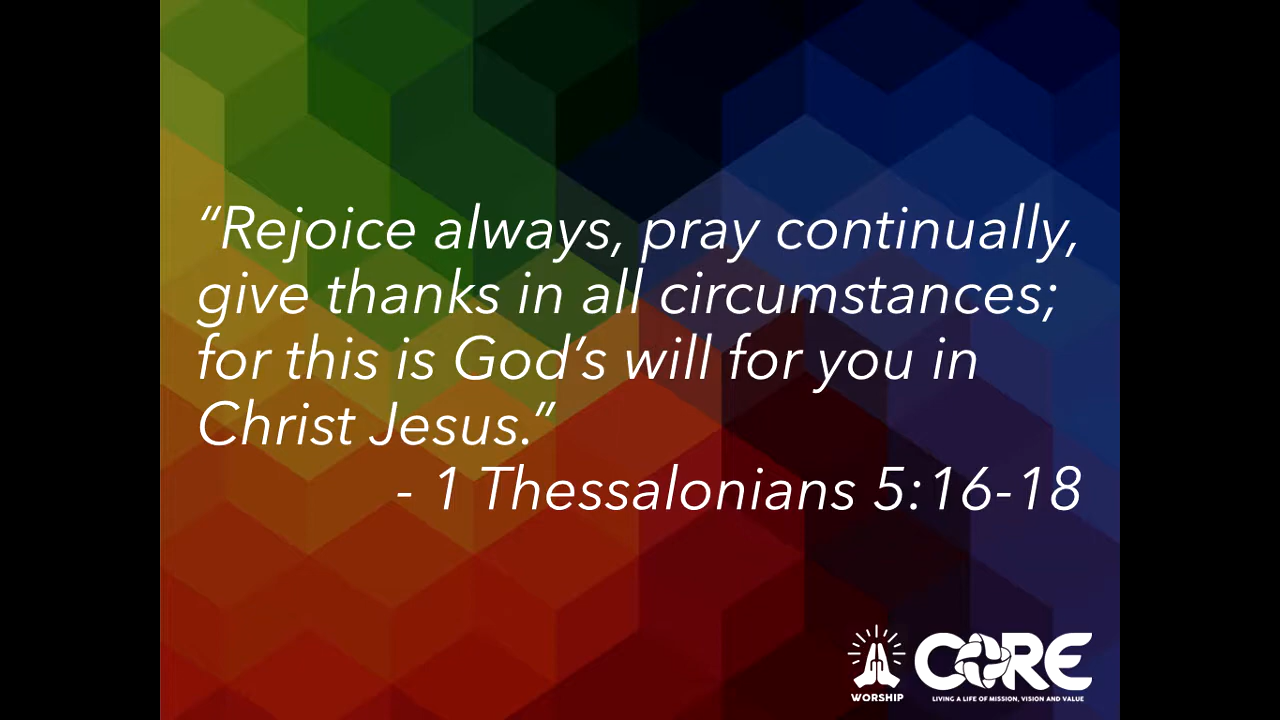 “Rejoice always, pray continually,
give thanks in all circumstances;
for this is God’s will for you in
Christ Jesus.”
- 1 Thessalonians 5:16-18
WORSHIP
CORE
LIVING A LIFE OF MISSION, VISION AND VALUE